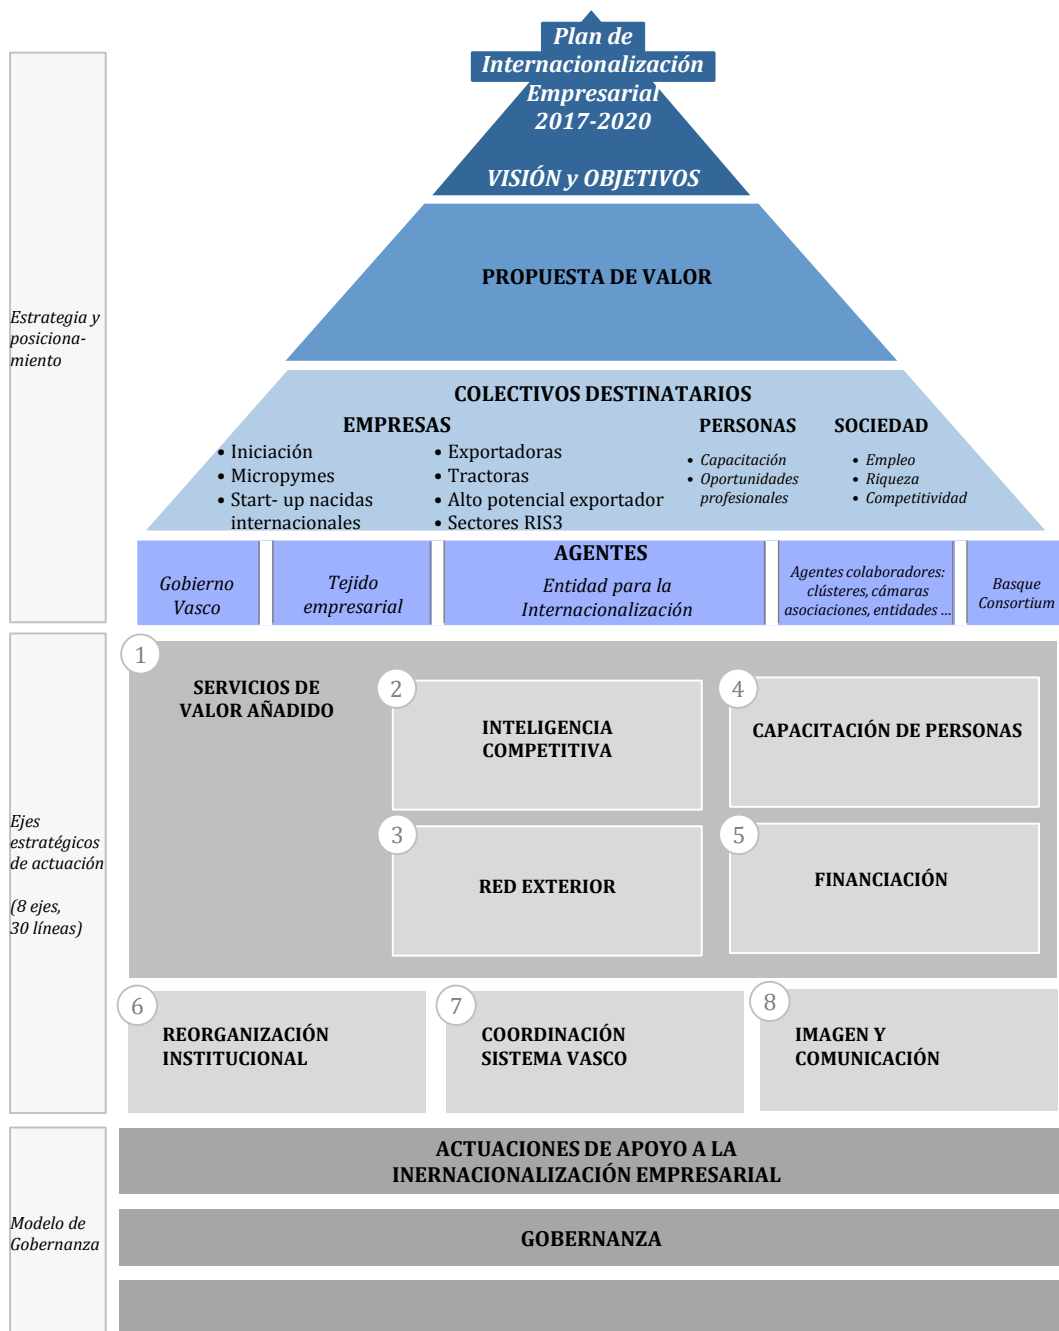 Plan de
Internacionalización
Empresarial
2017-2020
VISIÓN y OBJETIVOS
PROPUESTA DE VALOR
Estrategia y
posiciona-
miento
COLECTIVOS DESTINATARIOS
EMPRESAS
• Iniciación
• Micropymes
• Start- up nacidas
internacionales
• Exportadoras
• Tractoras
• Alto potencial exportador
• Sectores RIS3
PERSONAS
• Capacitación
• Oportunidades
profesionales
SOCIEDAD
• Empleo
• Riqueza
• Competitividad
AGENTES
Gobierno
Vasco
Tejido
empresarial
Entidad para la
Internacionalización
Agentes colaboradores:
clústeres, cámaras
asociaciones, entidades ...
Basque
Consortium
Ejes
estratégicos
de actuación
(8 ejes,
30 líneas)
1
SERVICIOS DE
VALOR AÑADIDO
2
INTELIGENCIA
COMPETITIVA
4
CAPACITACIÓN DE PERSONAS
3
RED EXTERIOR
5
FINANCIACIÓN
6
REORGANIZACIÓN
INSTITUCIONAL
7
COORDINACIÓN
SISTEMA VASCO
8
IMAGEN Y
COMUNICACIÓN
Modelo de
Gobernanza
ACTUACIONES DE APOYO A LA
INERNACIONALIZACIÓN EMPRESARIAL
GOBERNANZA